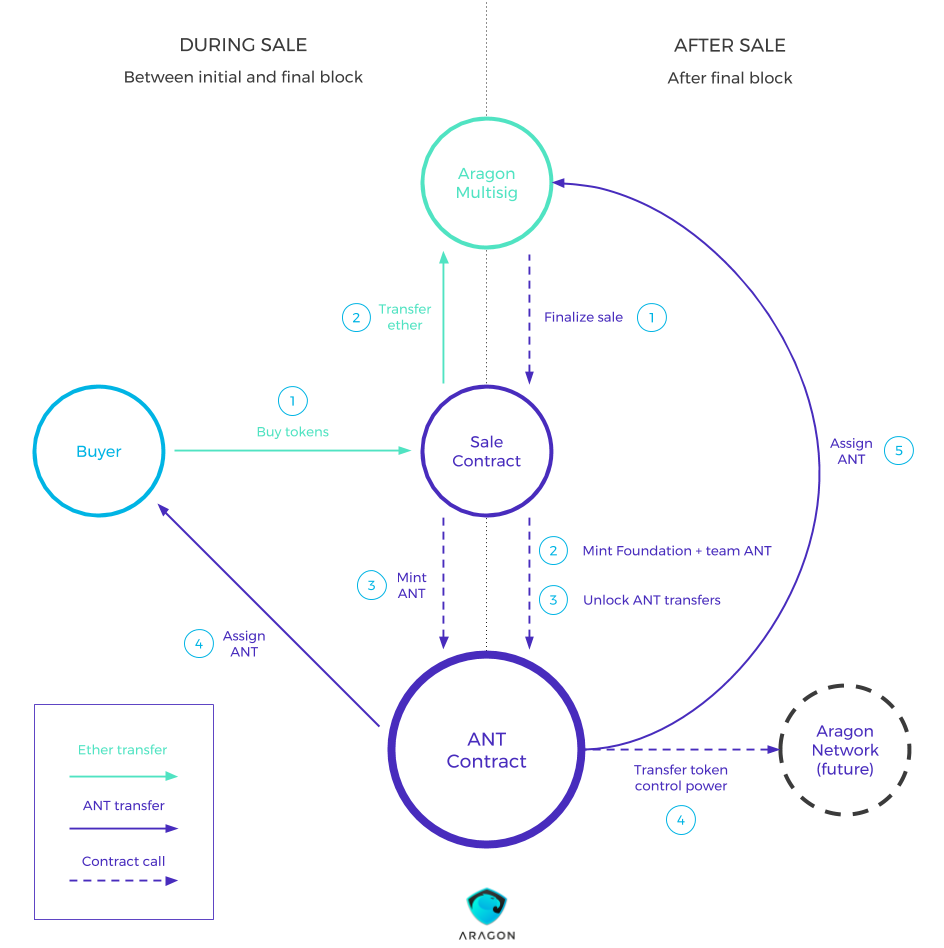 DURING SALE
Between initial and final block
AFTER SALE
After final block
Aragon
Multisig
2
Transfer
ether
Finalize sale
1
1
Buy tokens
Buyer
Sale
Contract
Assign
ANT
5
3
Mint
ANT
2
Mint Foundation + team ANT
3
Unlock ANT transfers
4
Assign
ANT
ANT
Contract
Aragon
Network
(future)
Transfer token
control power
4
Ether transfer
ANT transfer
Contract call
ARAGON